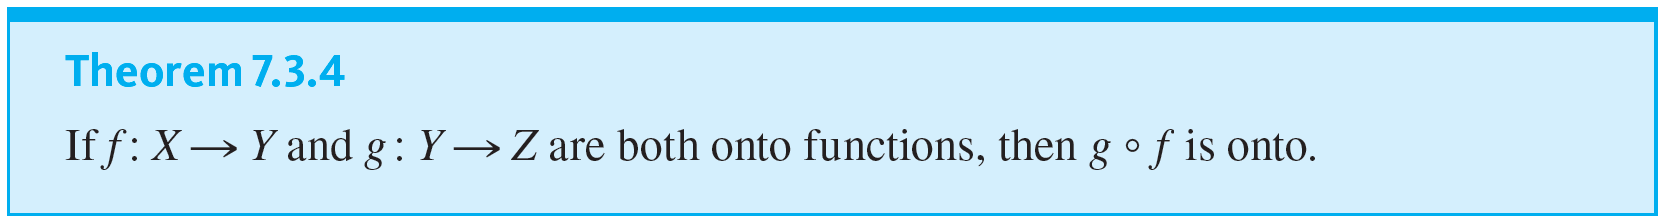 Theorem 7.3.4
If f: X → Y and g: Y → Z are both onto functions, then g ∘ f is onto.